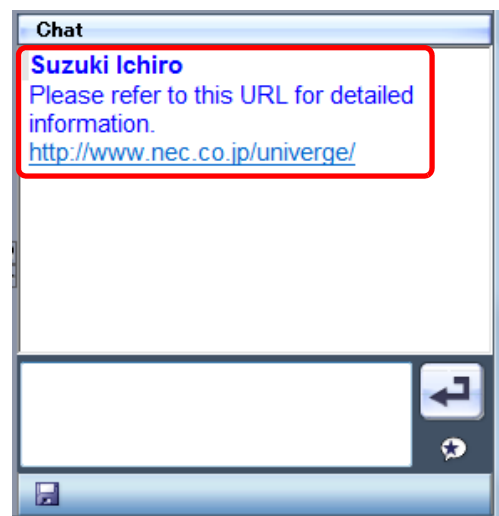 Chat
Suzuki Ichiro
Please refer to this URL for detailed
information.
http://www.nec.co.jp/univerge/